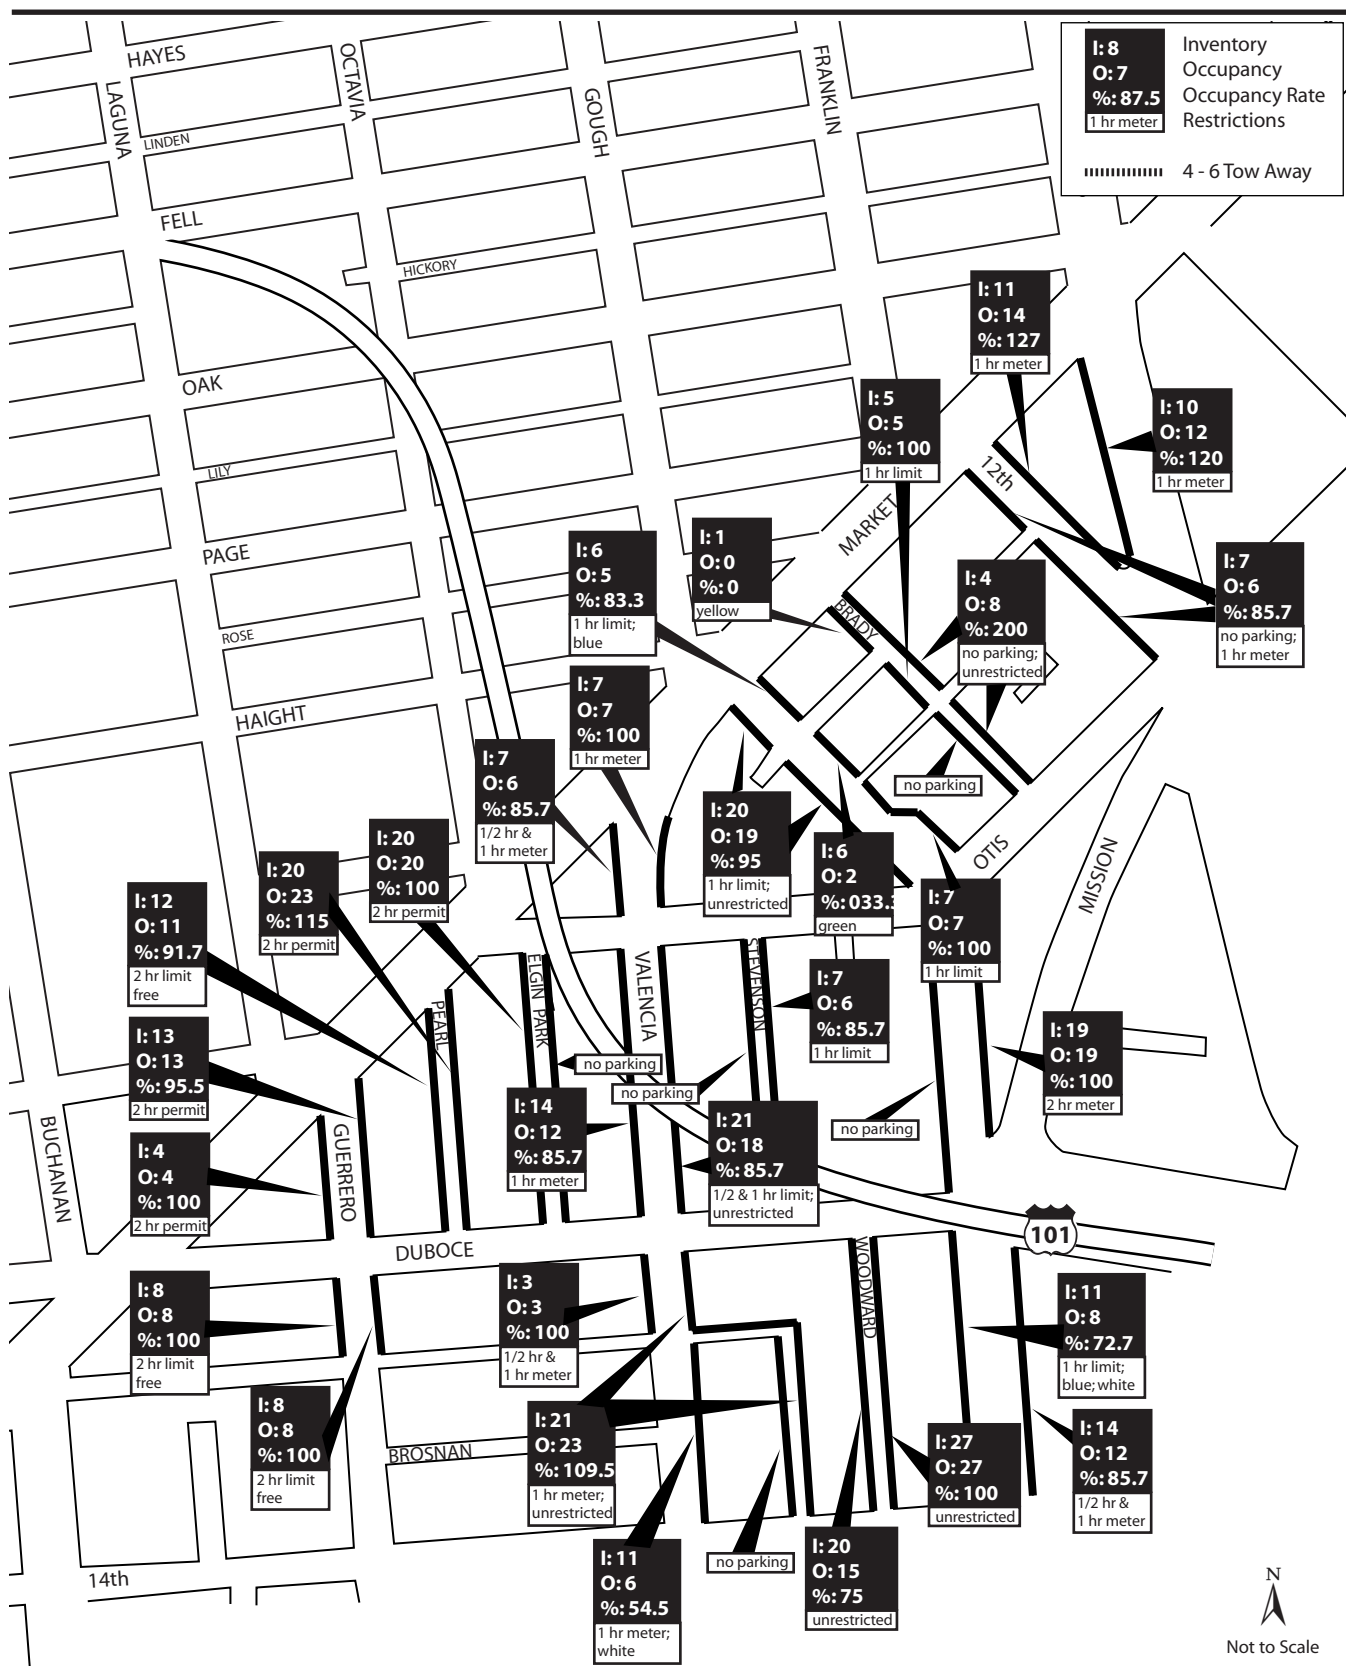 I: 8
O: 7
%: 87.5
1 hr meter
Inventory
Occupancy
Occupancy Rate
Restrictions
4 - 6 Tow Away
HAYES
LAGUNA
OCTAVIA
GOUGH
FRANKLIN
LINDEN
FELL
HICKORY
OAK
LILY
PAGE
ROSE
HAIGHT
MARKET
12th
BRADY
OTIS
MISSION
I: 11
O: 14
%: 127
1 hr meter
I: 10
O: 12
%: 120
1 hr meter
I: 5
O: 5
%: 100
1 hr limit
I: 1
O: 0
%: 0
yellow
I: 6
O: 5
%: 83.3
1 hr limit;
blue
I: 4
O: 8
%: 200
no parking;
unrestricted
I: 7
O: 6
%: 85.7
no parking;
1 hr meter
I: 7
O: 7
%: 100
1 hr meter
I: 7
O: 6
%: 85.7
1/2 hr &
1 hr meter
no parking
I: 20
O: 19
%: 95
1 hr limit;
unrestricted
I: 6
O: 2
%: 033.3
green
I: 7
O: 7
%: 100
1 hr limit
I: 20
O: 20
%: 100
2 hr permit
I: 20
O: 23
%: 115
2 hr permit
I: 12
O: 11
%: 91.7
2 hr limit
free
I: 13
O: 13
%: 95.5
2 hr permit
I: 4
O: 4
%: 100
2 hr permit
PEARL
ELGIN PARK
VALENCIA
STEVENSON
I: 7
O: 6
%: 85.7
1 hr limit
I: 19
O: 19
%: 100
2 hr meter
no parking
no parking
no parking
I: 14
O: 12
%: 85.7
1 hr meter
I: 21
O: 18
%: 85.7
1/2 & 1 hr limit;
unrestricted
BUCHANAN
GUERRERO
DUBOCE
WOODWARD
101
I: 8
O: 8
%: 100
2 hr limit
free
I: 3
O: 3
%: 100
1/2 hr &
1 hr meter
I: 11
O: 8
%: 72.7
1 hr limit;
blue; white
I: 8
O: 8
%: 100
2 hr limit
free
BROSNAN
I: 21
O: 23
%: 109.5
1 hr meter;
unrestricted
I: 27
O: 27
%: 100
unrestricted
I: 14
O: 12
%: 85.7
1/2 hr &
1 hr meter
I: 11
O: 6
%: 54.5
1 hr meter;
white
no parking
I: 20
O: 15
%: 75
unrestricted
14th
N
Not to Scale